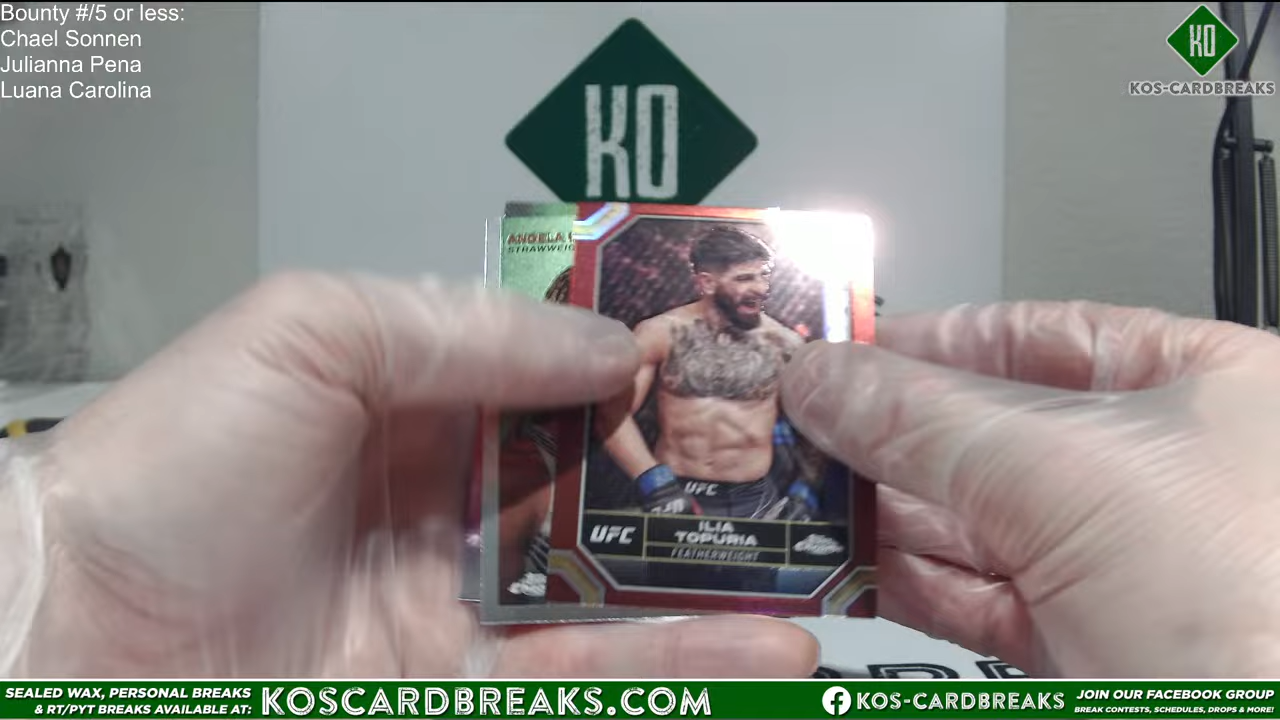 Bounty #/5 or less:
Chael Sonnen
Julianna Pena
Luana Carolina
KO
KO
KOS-CARDBREAKS
ANGELA
STRAWWEIG
UFC
UFC
ILIA
TOPURIA
FEATHERWEIGHT
SEALED WAX, PERSONAL BREAKS
& RT/PYT BREAKS AVAILABLE AT:
KOSCARDBREAKS.COM
KOS-CARDBREAKS
JOIN OUR FACEBOOK GROUP
BREAK CONTESTS, SCHEDULES, DROPS & MORE!